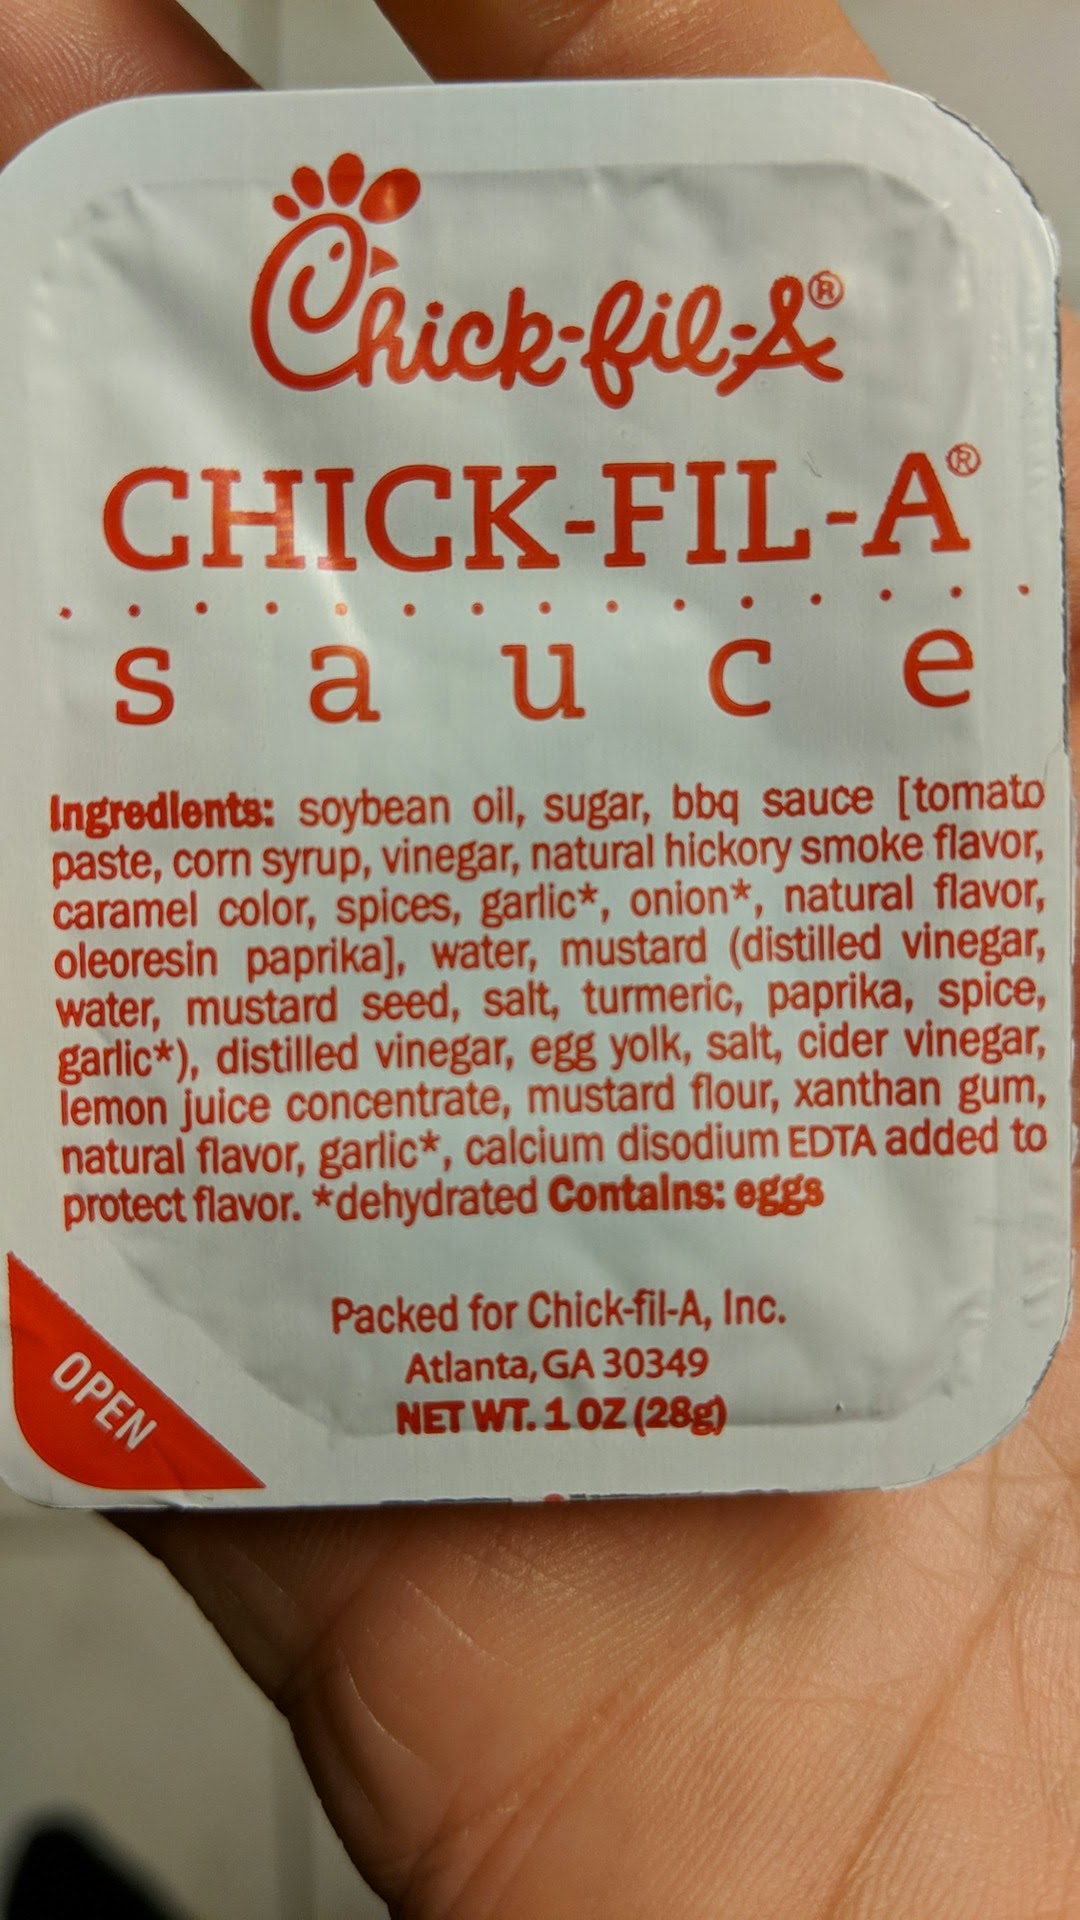 Chick-fil-A®
CHICK-FIL-A®
sauce
Ingredients: soybean oil, sugar, bbq sauce [tomato
paste, corn syrup, vinegar, natural hickory smoke flavor,
caramel color, spices, garlic*, onion*, natural flavor,
oleoresin paprika], water, mustard (distilled vinegar,
water, mustard seed, salt, turmeric, paprika, spice,
garlic*), distilled vinegar, egg yolk, salt, cider vinegar,
lemon juice concentrate, mustard flour, xanthan gum,
natural flavor, garlic*, calcium disodium EDTA added to
protect flavor. *dehydrated Contains: eggs
Packed for Chick-fil-A, Inc.
Atlanta, GA 30349
NET WT. 1 OZ (28g)
OPEN